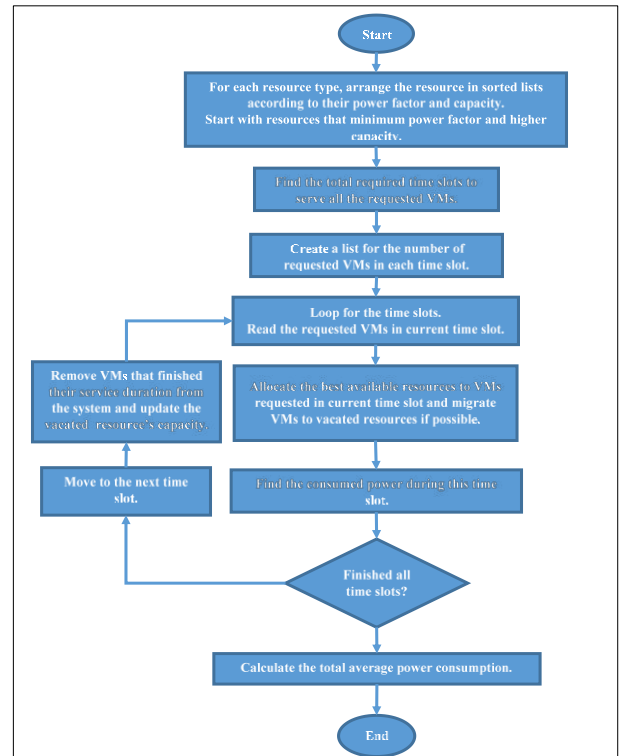 Start
For each resource type, arrange the resource in sorted lists
according to their power factor and capacity.
Start with resources that minimum power factor and higher
capacity.
Find the total required time slots to
serve all the requested VMs.
Create a list for the number of
requested VMs in each time slot.
Loop for the time slots.
Read the requested VMs in current time slot.
Allocate the best available resources to VMs
requested in current time slot and migrate
VMs to vacated resources if possible.
Find the consumed power during this time
slot.
Finished all
time slots?
Move to the next time
slot.
Remove VMs that finished
their service duration from
the system and update the
vacated resource's capacity.
Calculate the total average power consumption.
End